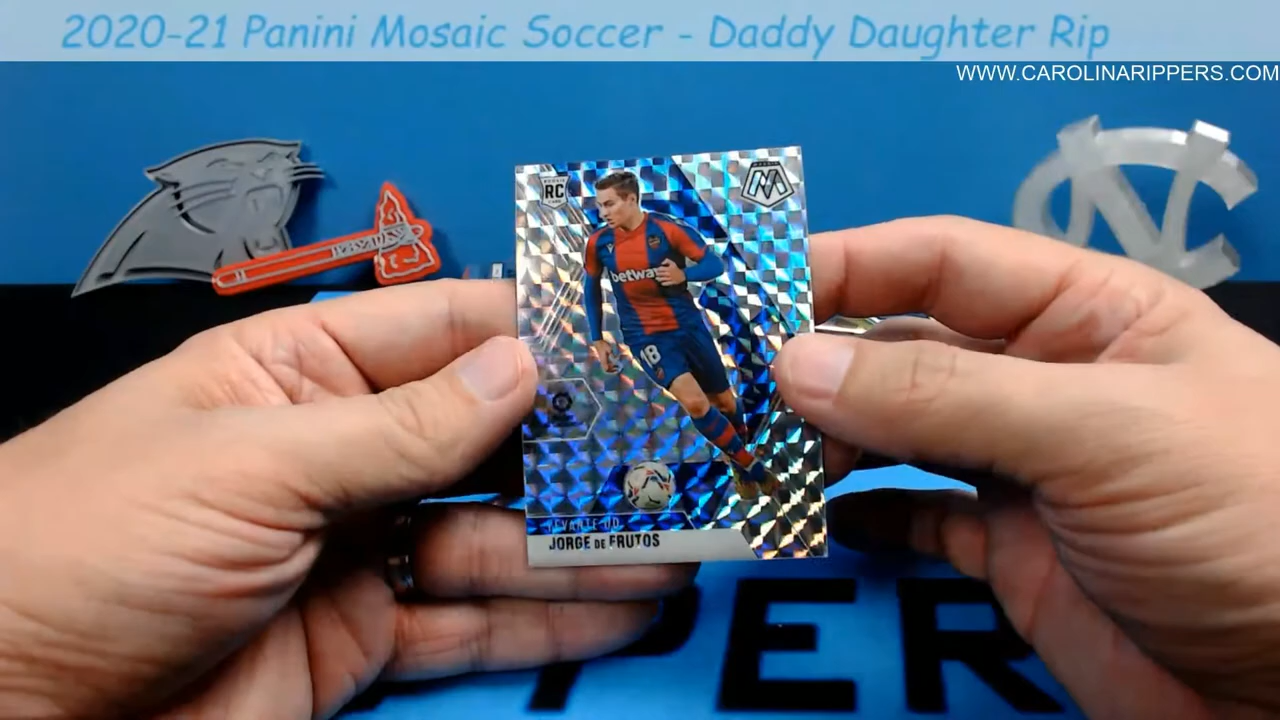 2020-21 Panini Mosaic Soccer - Daddy Daughter Rip
WWW.CAROLINARIPPERS.COM
RC
M
betway
18
LEVANTE UD
JORGE DE FRUTOS
PER